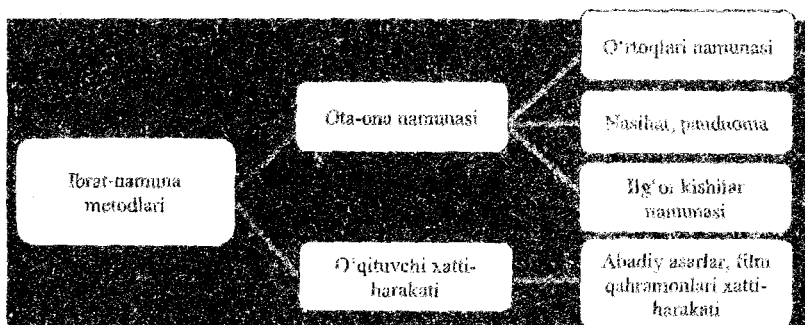 Ibrat-namuna
metodlari
Ota-ona namunasi
O'qituvchi xatti-
harakati
O'rtoqlari namunasi
Nasihat, pandnoma
Ilg'or kishilar
namunasi
Abadiy asarlar, film
qahramonlari xatti-
harakati